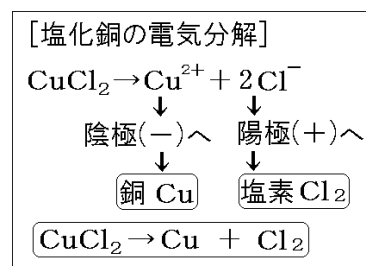 [塩化銅の電気分解]
CuCl₂→Cu²⁺+2Cl⁻
↓ ↓
陰極(−)へ 陽極(+)へ
↓ ↓
銅 Cu 塩素 Cl₂
CuCl₂→Cu + Cl₂